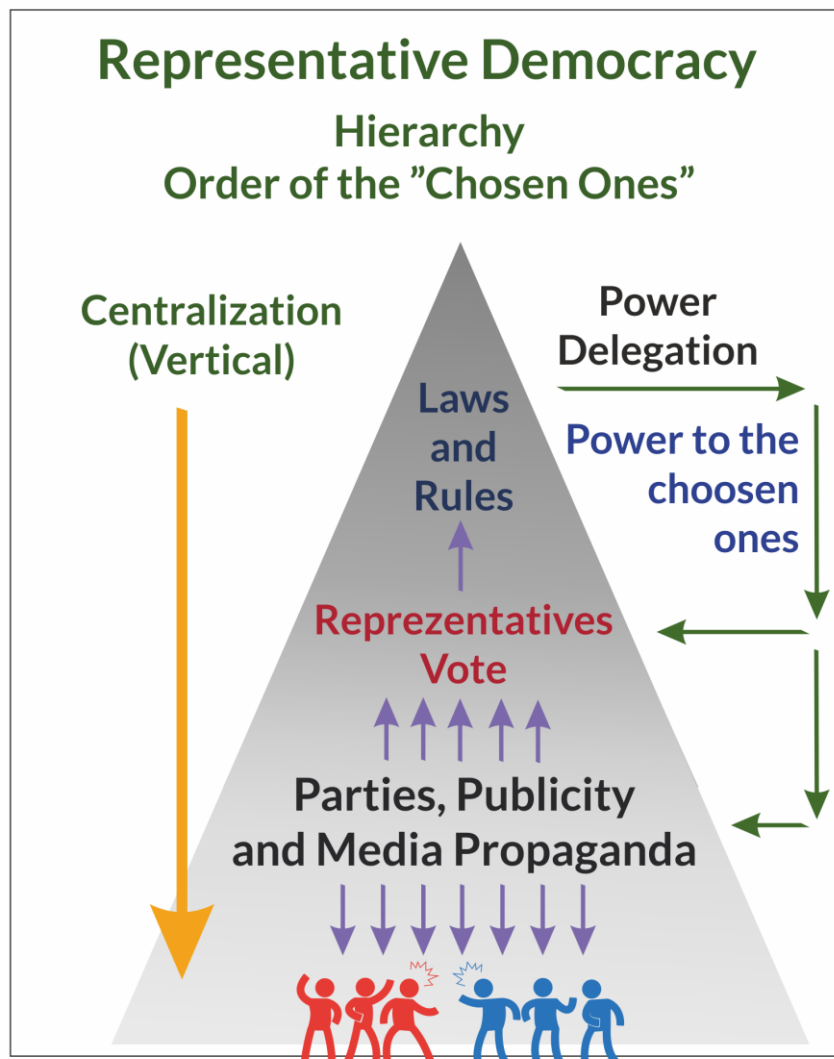 Representative Democracy
Hierarchy
Order of the ”Chosen Ones”
Centralization
(Vertical)
Power
Delegation
Power to the
choosen
ones
Laws
and
Rules
Reprezentatives
Vote
Parties, Publicity
and Media Propaganda